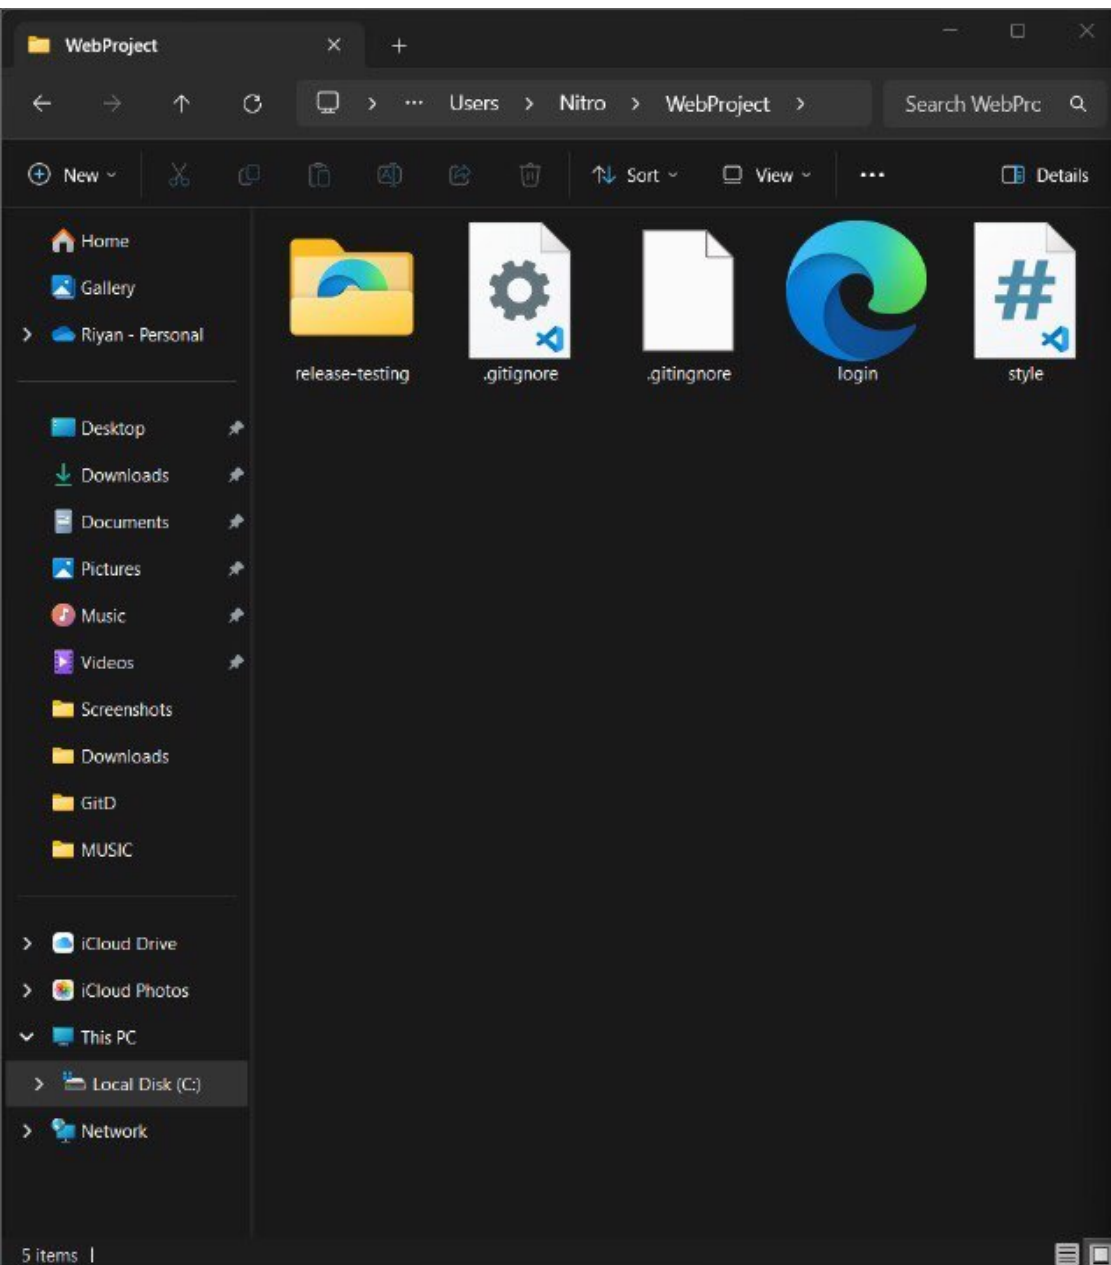 WebProject
Users > Nitro > WebProject >
Search WebPrc
New
Sort
View
Details
Home
Gallery
Riyan - Personal
Desktop
Downloads
Documents
Pictures
Music
Videos
Screenshots
Downloads
GitD
MUSIC
iCloud Drive
iCloud Photos
This PC
Local Disk (C:)
Network
release-testing
.gitignore
.gitingnore
login
style
5 items